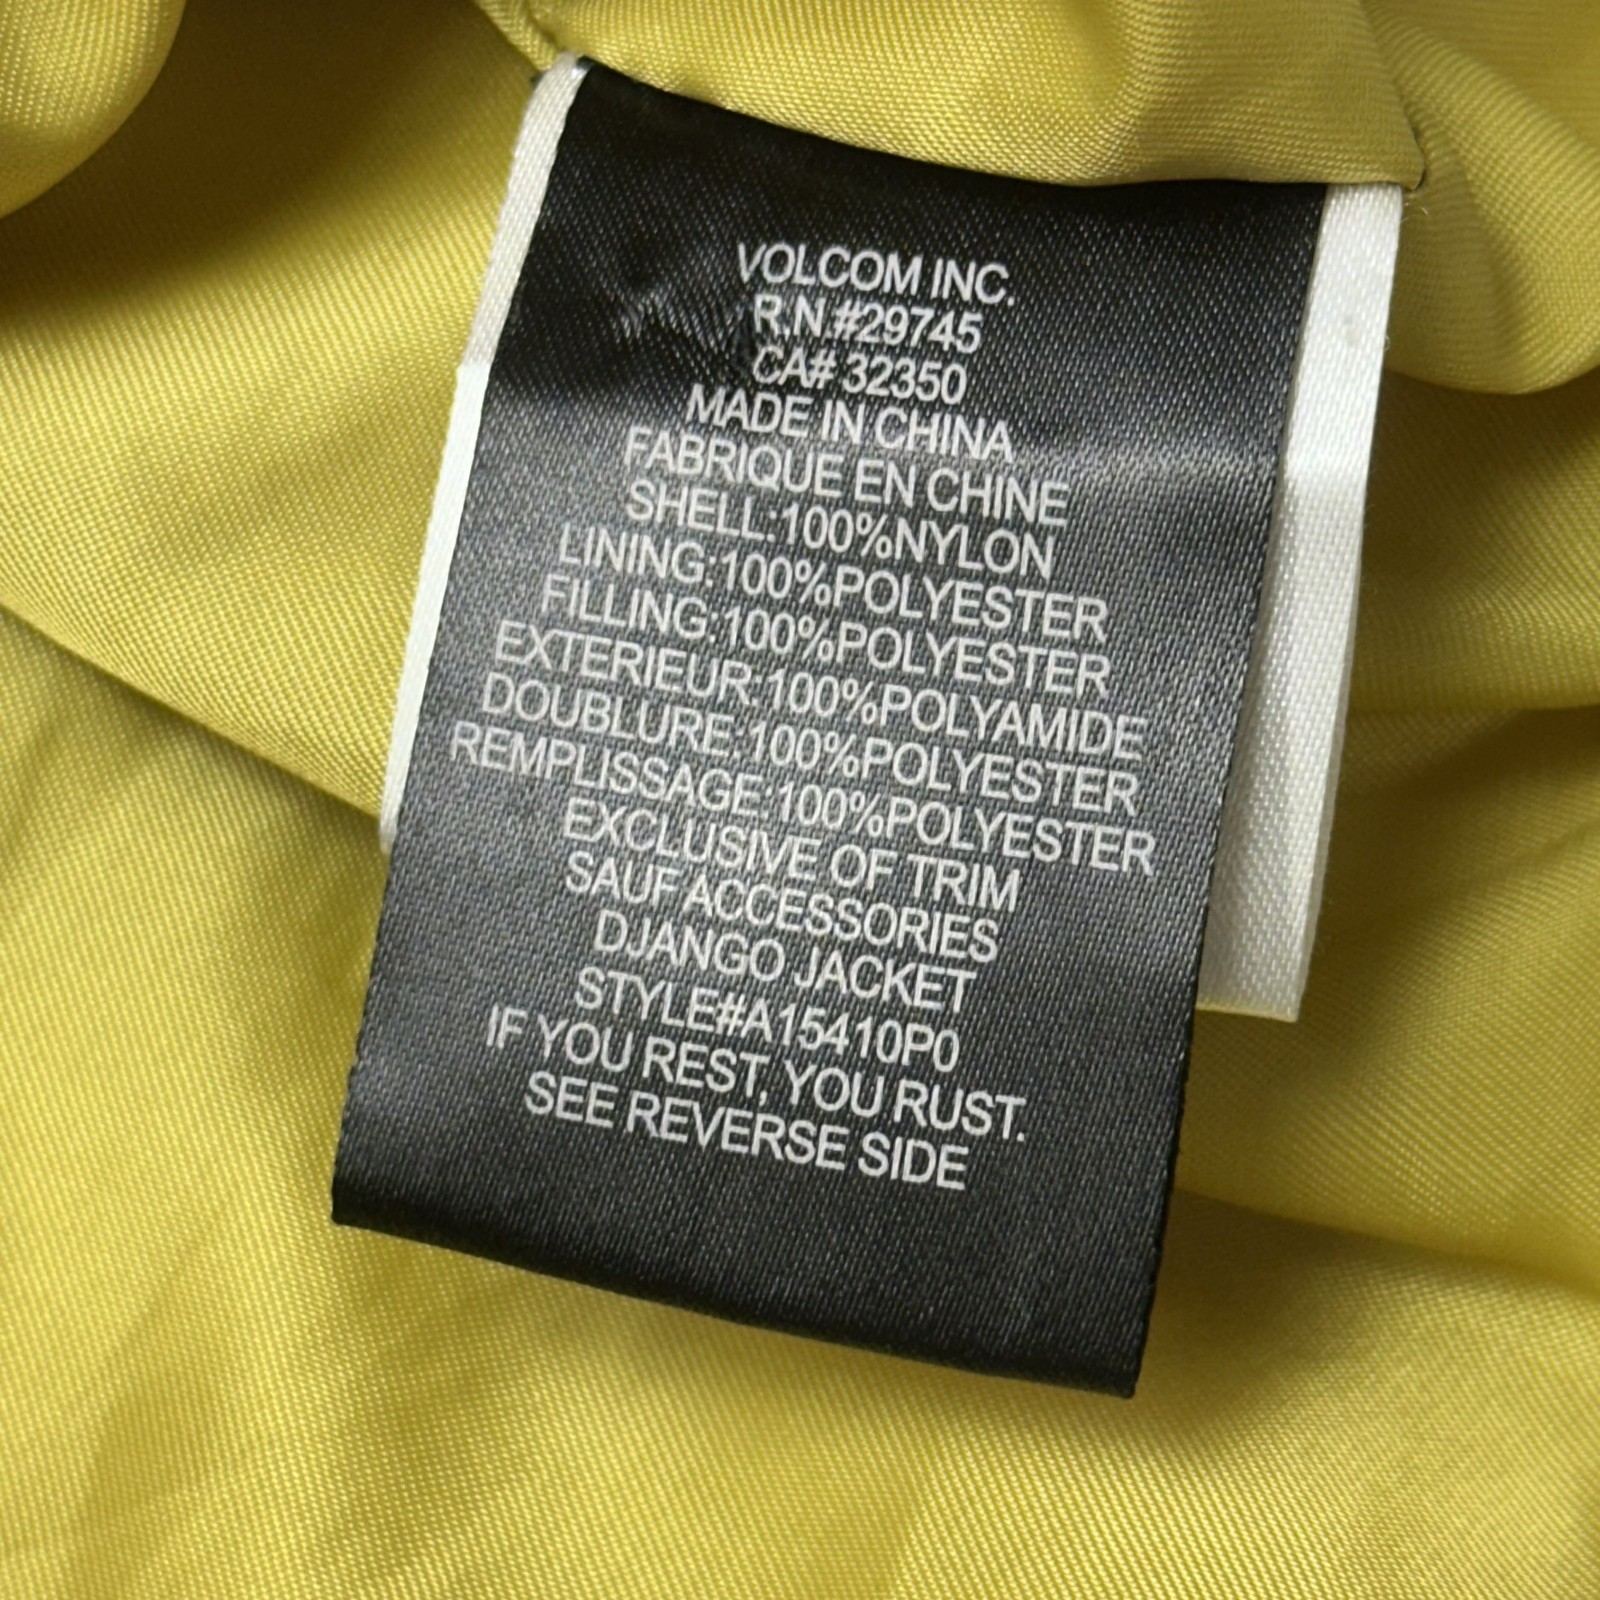 VOLCOM INC.
R.N.#29745
CA# 32350
MADE IN CHINA
FABRIQUE EN CHINE
SHELL:100%NYLON
LINING:100%POLYESTER
FILLING:100%POLYESTER
EXTERIEUR:100%POLYAMIDE
DOUBLURE:100%POLYESTER
REMPLISSAGE:100%POLYESTER
EXCLUSIVE OF TRIM
SAUF ACCESSORIES
DJANGO JACKET
STYLE#A15410P0
IF YOU REST, YOU RUST.
SEE REVERSE SIDE